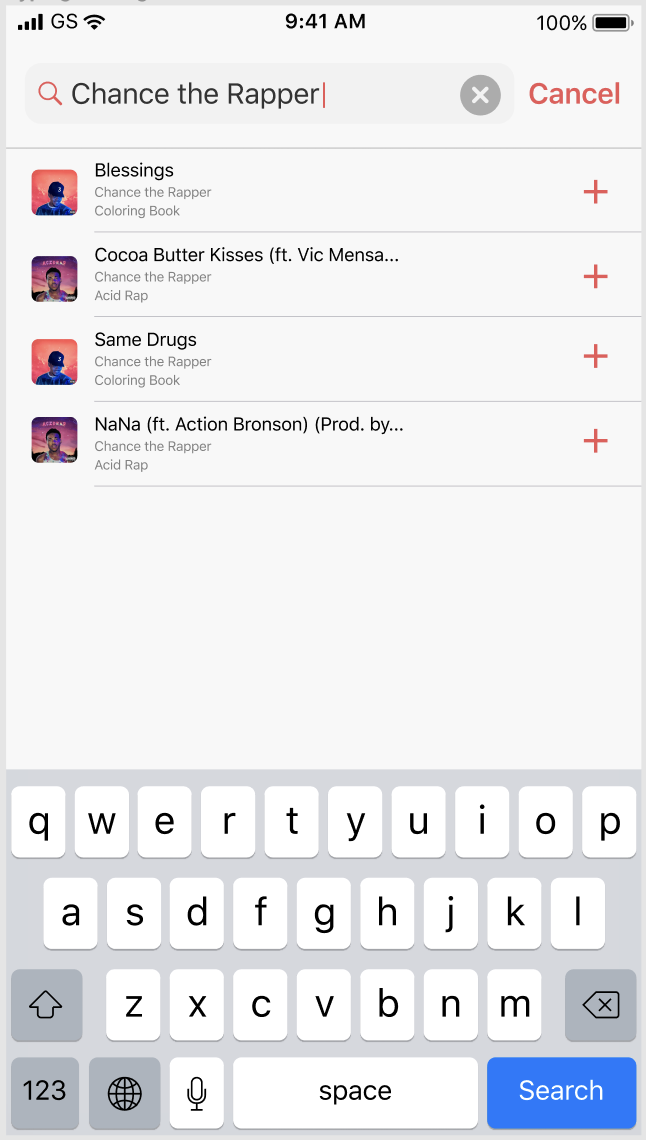 GS 9:41 AM 100%
Chance the Rapper Cancel
Blessings
Chance the Rapper
Coloring Book
Cocoa Butter Kisses (ft. Vic Mensa...
Chance the Rapper
Acid Rap
Same Drugs
Chance the Rapper
Coloring Book
NaNa (ft. Action Bronson) (Prod. by...
Chance the Rapper
Acid Rap
q w e r t y u i o p
a s d f g h j k l
z x c v b n m
123 space Search